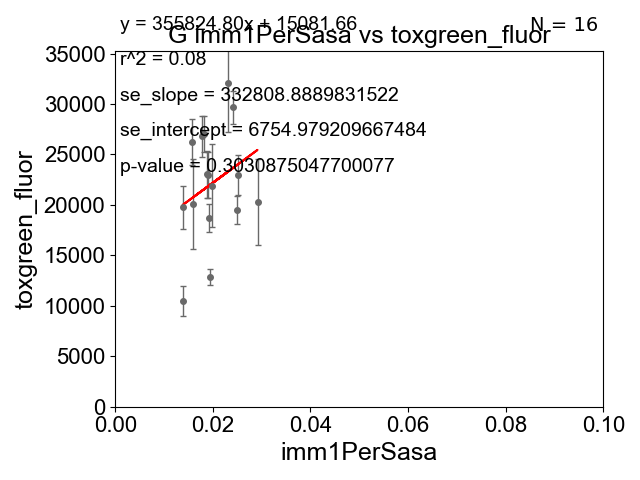 y = 355824.80x + 15081.66
N = 16
G imm1PerSasa vs toxgreen_fluor
r^2 = 0.08
se_slope = 332808.8889831522
se_intercept = 6754.979209667484
p-value = 0.3030875047700077
35000
30000
25000
20000
15000
10000
5000
0
toxgreen_fluor
0.00 0.02 0.04 0.06 0.08 0.10
imm1PerSasa